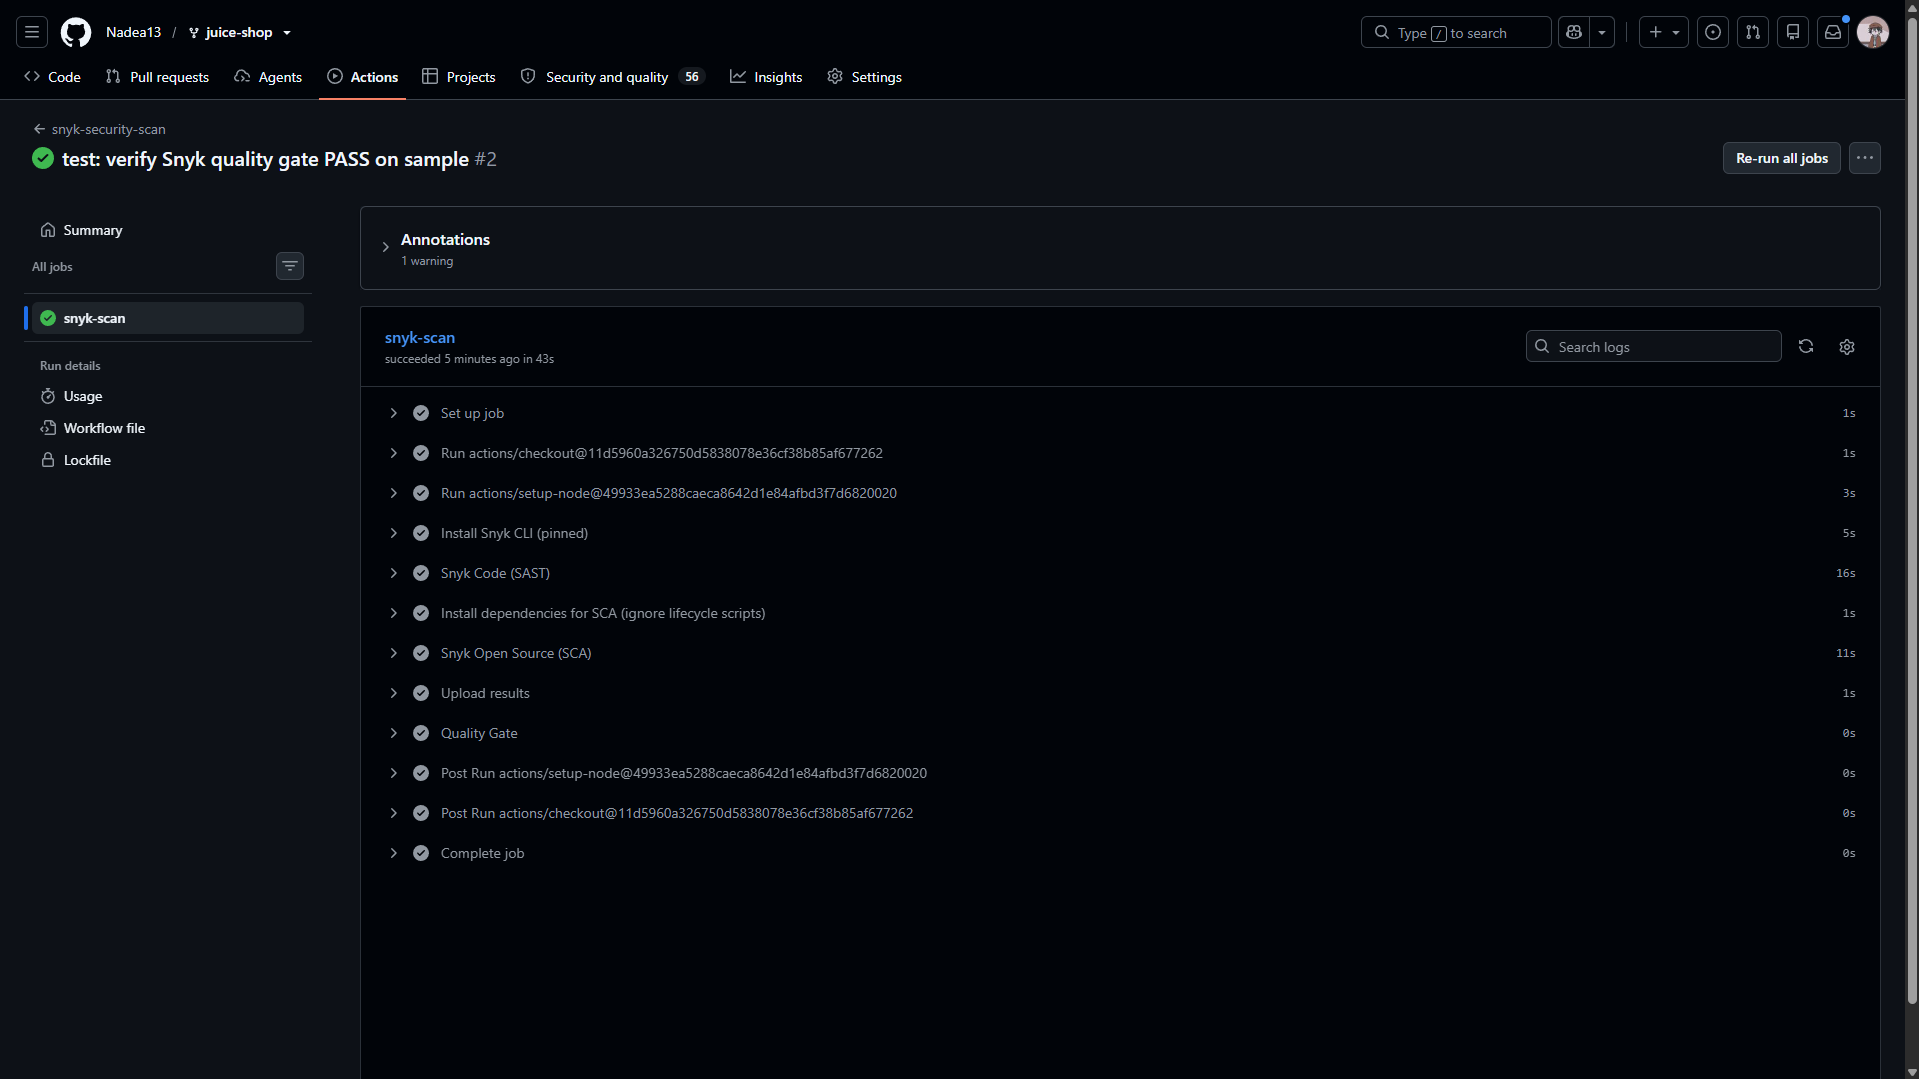 Nadea13 / juice-shop
Type / to search
Code
Pull requests
Agents
Actions
Projects
Security and quality 56
Insights
Settings
snyk-security-scan
test: verify Snyk quality gate PASS on sample #2
Re-run all jobs
Summary
All jobs
snyk-scan
Run details
Usage
Workflow file
Lockfile
Annotations
1 warning
snyk-scan
succeeded 5 minutes ago in 43s
Search logs
Set up job 1s
Run actions/checkout@11d5960a326750d5838078e36cf38b85af677262 1s
Run actions/setup-node@49933ea5288caeca8642d1e84afbd3f7d6820020 3s
Install Snyk CLI (pinned) 5s
Snyk Code (SAST) 16s
Install dependencies for SCA (ignore lifecycle scripts) 1s
Snyk Open Source (SCA) 11s
Upload results 1s
Quality Gate 0s
Post Run actions/setup-node@49933ea5288caeca8642d1e84afbd3f7d6820020 0s
Post Run actions/checkout@11d5960a326750d5838078e36cf38b85af677262 0s
Complete job 0s